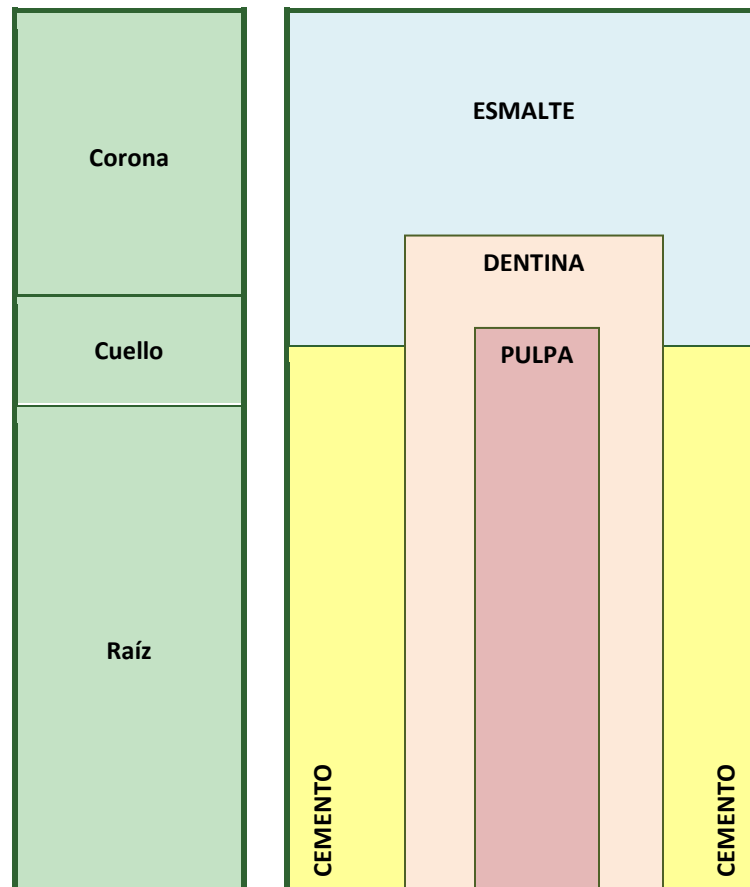 Corona
Cuello
Raíz
ESMALTE
DENTINA
PULPA
CEMENTO
CEMENTO